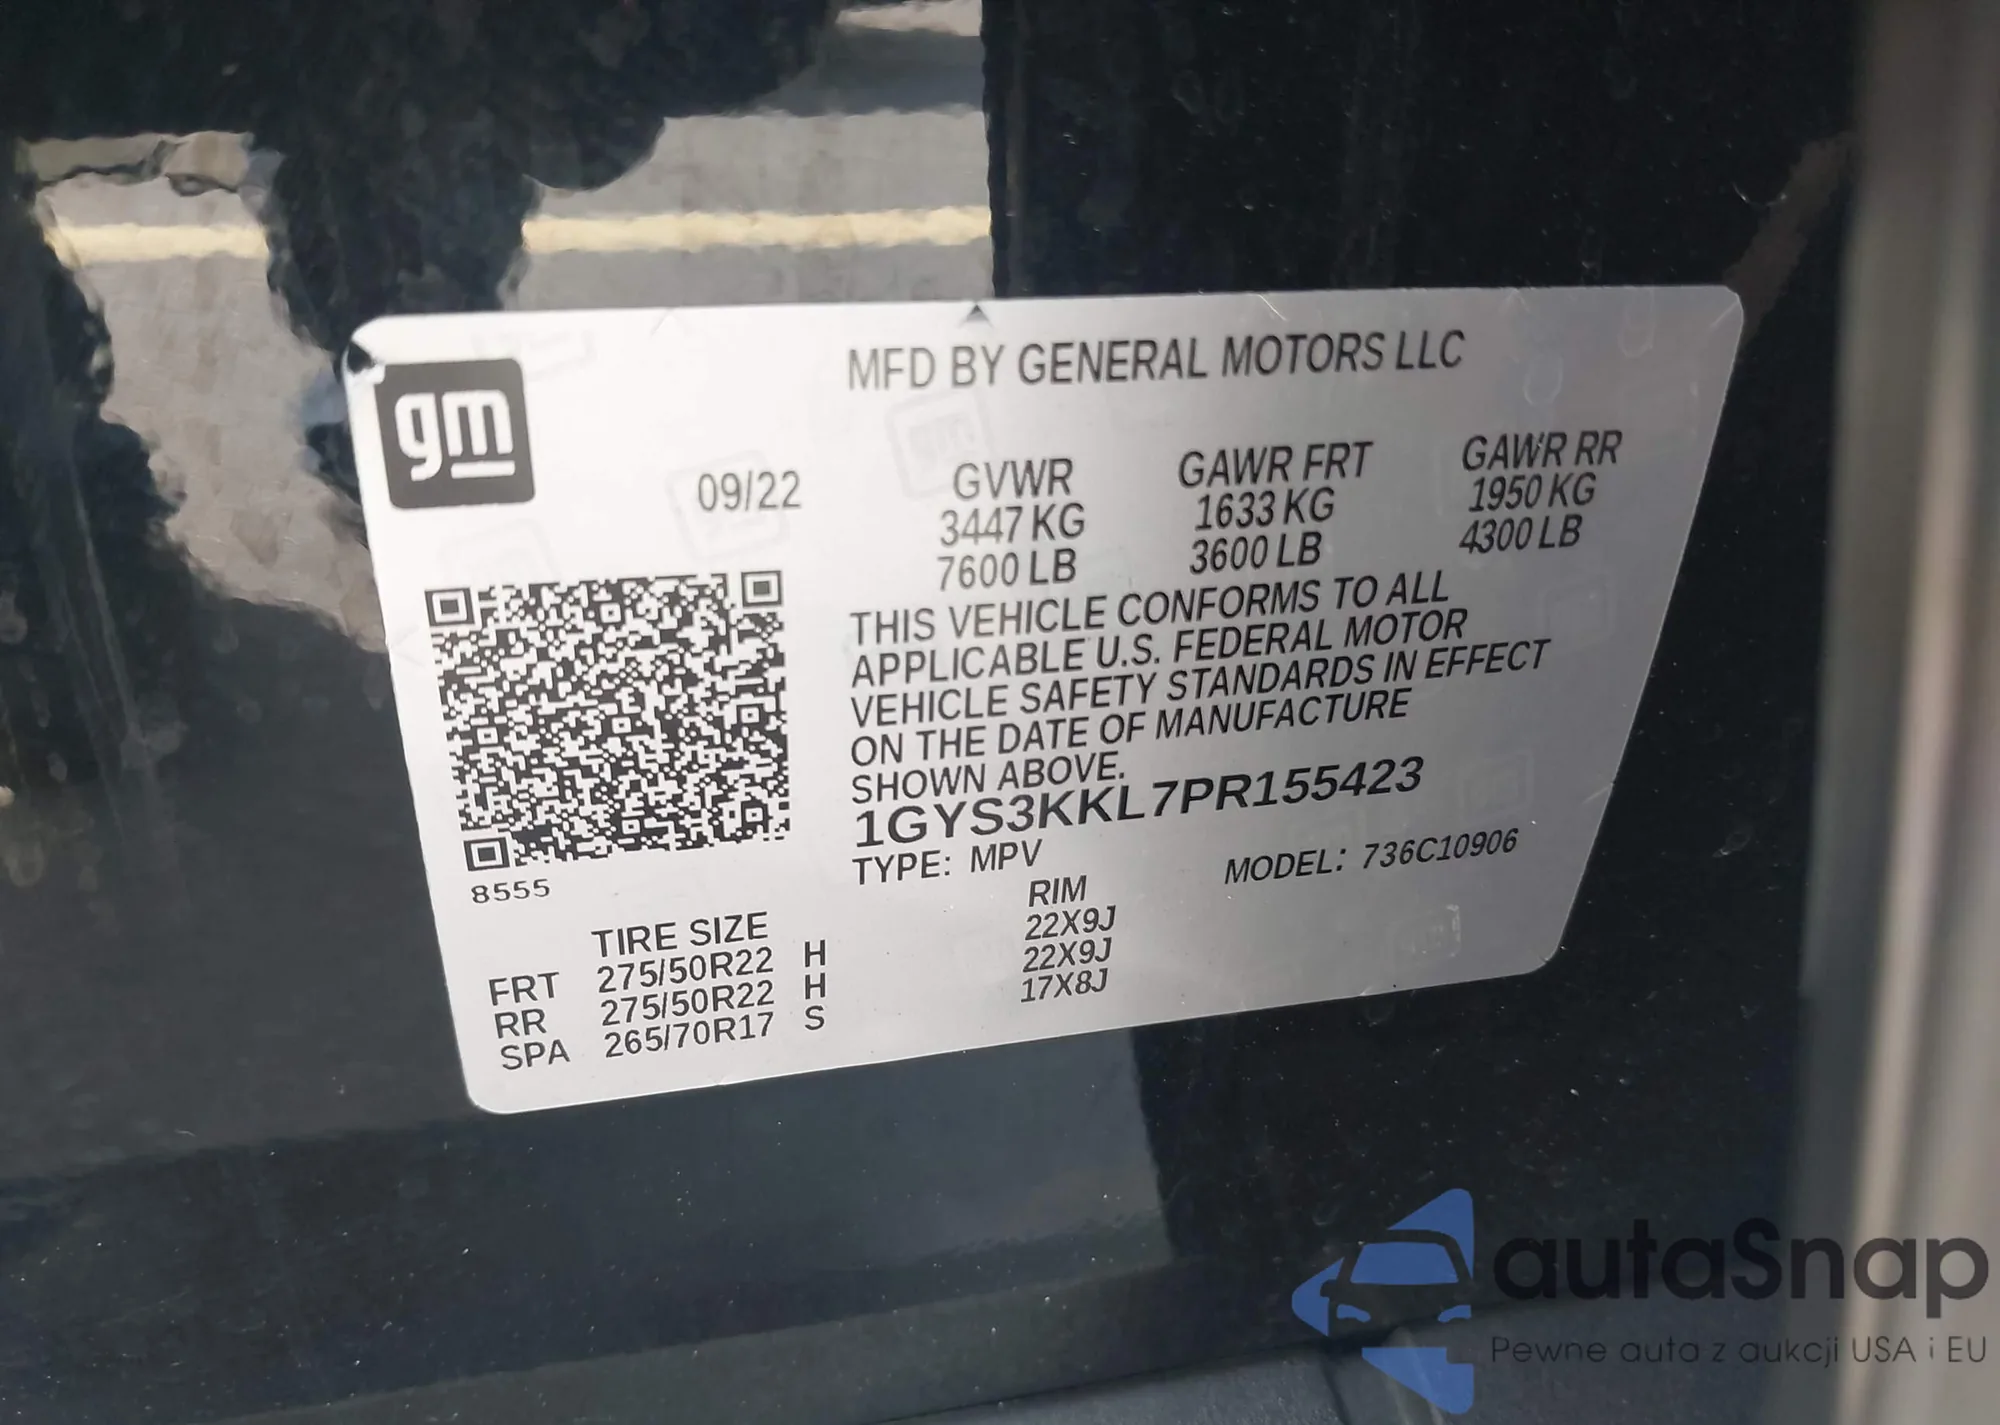 gm
MFD BY GENERAL MOTORS LLC
09/22
GVWR GAWR FRT GAWR RR
3447 KG 1633 KG 1950 KG
7600 LB 3600 LB 4300 LB
THIS VEHICLE CONFORMS TO ALL
APPLICABLE U.S. FEDERAL MOTOR
VEHICLE SAFETY STANDARDS IN EFFECT
ON THE DATE OF MANUFACTURE
SHOWN ABOVE.
1GYS3KKL7PR155423
TYPE: MPV MODEL: 736C10906
8555
TIRE SIZE RIM
FRT 275/50R22 H 22X9J
RR 275/50R22 H 22X9J
SPA 265/70R17 S 17X8J
autaSnap
Pewne auta z aukcji USA i EU